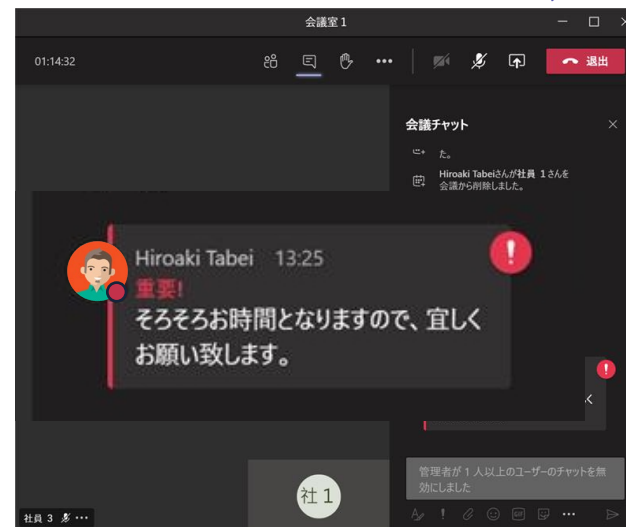 会議室1
01:14:32
退出
会議チャット
た。
Hiroaki Tabeiさんが社員 1さんを
会議から削除しました。
Hiroaki Tabei 13:25
重要!
そろそろお時間となりますので、宜しく
お願い致します。
く
管理者が 1 人以上のユーザーのチャットを無
効にしました
社 1
社員 3
GIF